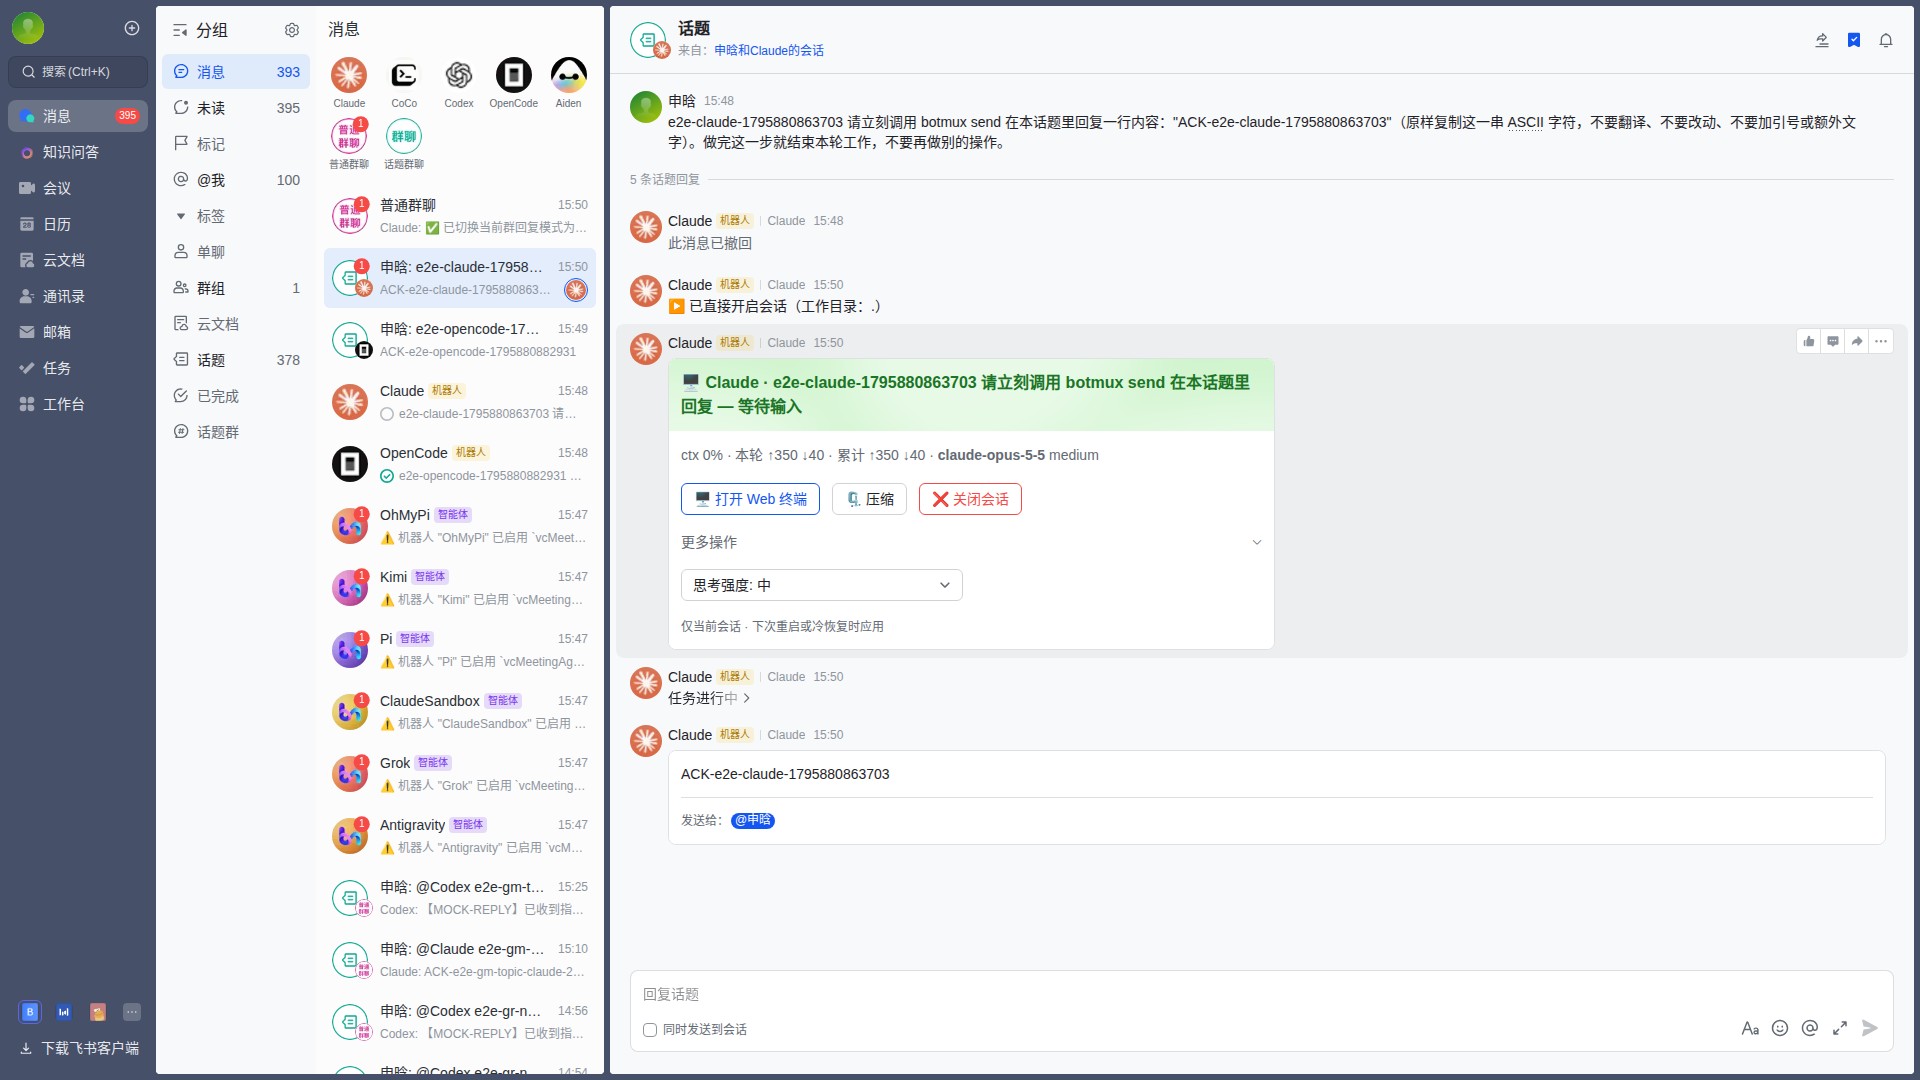 搜索 (Ctrl+K)
消息 395
知识问答
会议
日历
云文档
通讯录
邮箱
任务
工作台
下载飞书客户端
分组
消息 393
未读 395
标记
@我 100
标签
单聊
群组 1
云文档
话题 378
已完成
话题群
消息
Claude
CoCo
Codex
OpenCode
Aiden
普通群聊 1
群聊
普通群聊
话题群聊
普通群聊 15:50
Claude: ✅ 已切换当前群回复模式为…
申晗: e2e-claude-17958… 15:50
ACK-e2e-claude-1795880863…
申晗: e2e-opencode-17… 15:49
ACK-e2e-opencode-1795880882931
Claude 机器人 15:48
e2e-claude-1795880863703 请…
OpenCode 机器人 15:48
e2e-opencode-1795880882931 …
OhMyPi 智能体 15:47
⚠️ 机器人 "OhMyPi" 已启用 `vcMeet…
Kimi 智能体 15:47
⚠️ 机器人 "Kimi" 已启用 `vcMeeting…
Pi 智能体 15:47
⚠️ 机器人 "Pi" 已启用 `vcMeetingAg…
ClaudeSandbox 智能体 15:47
⚠️ 机器人 "ClaudeSandbox" 已启用 …
Grok 智能体 15:47
⚠️ 机器人 "Grok" 已启用 `vcMeeting…
Antigravity 智能体 15:47
⚠️ 机器人 "Antigravity" 已启用 `vcM…
申晗: @Codex e2e-gm-t… 15:25
Codex: 【MOCK-REPLY】已收到指…
申晗: @Claude e2e-gm-… 15:10
Claude: ACK-e2e-gm-topic-claude-2…
申晗: @Codex e2e-gr-n… 14:56
Codex: 【MOCK-REPLY】已收到指…
申晗: @Codex e2e-gr-n… 14:54
话题
来自：申晗和Claude的会话
申晗 15:48
e2e-claude-1795880863703 请立刻调用 botmux send 在本话题里回复一行内容："ACK-e2e-claude-1795880863703"（原样复制这一串 ASCII 字符，不要翻译、不要改动、不要加引号或额外文
字）。做完这一步就结束本轮工作，不要再做别的操作。
5 条话题回复
Claude 机器人 | Claude 15:48
此消息已撤回
Claude 机器人 | Claude 15:50
▶️ 已直接开启会话（工作目录：.）
Claude 机器人 | Claude 15:50
🖥️ Claude · e2e-claude-1795880863703 请立刻调用 botmux send 在本话题里
回复 — 等待输入
ctx 0% · 本轮 ↑350 ↓40 · 累计 ↑350 ↓40 · claude-opus-5-5 medium
🖥️ 打开 Web 终端
🗜️ 压缩
❌ 关闭会话
更多操作
思考强度: 中
仅当前会话 · 下次重启或冷恢复时应用
Claude 机器人 | Claude 15:50
任务进行中
Claude 机器人 | Claude 15:50
ACK-e2e-claude-1795880863703
发送给：@申晗
回复话题
同时发送到会话